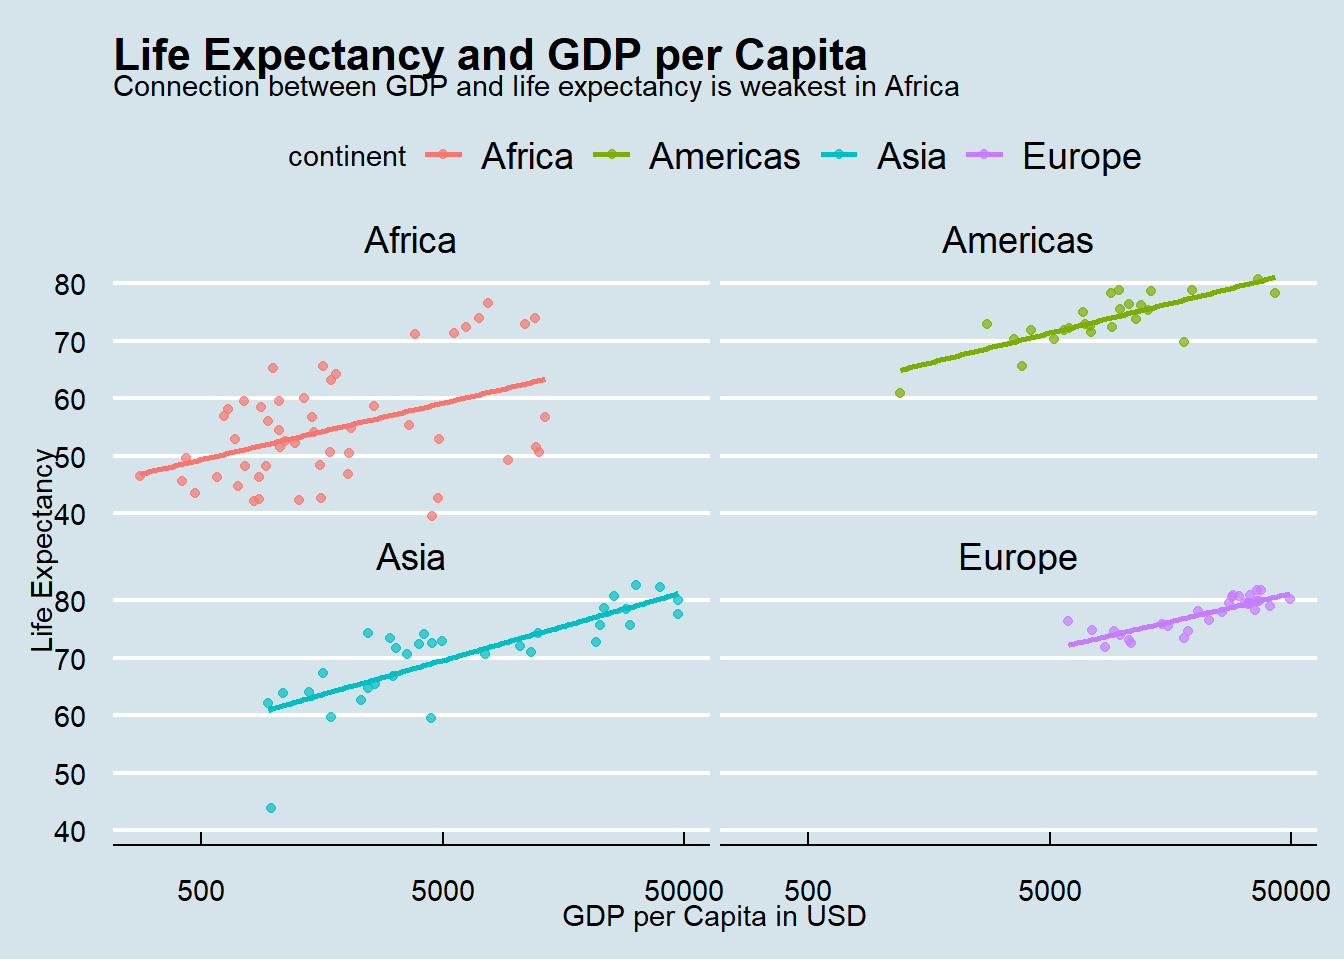 Life Expectancy and GDP per Capita
Connection between GDP and life expectancy is weakest in Africa
continent Africa Americas Asia Europe
Africa Americas
80
70
60
50
40
Asia Europe
80
70
60
50
40
Life Expectancy
500 5000 50000 500 5000 50000
GDP per Capita in USD